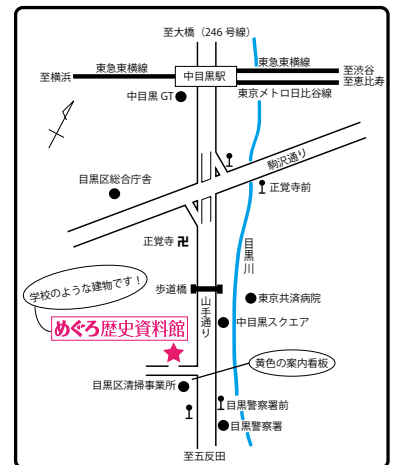 至大橋（246号線）
東急東横線
東急東横線
至横浜
中目黒駅
至渋谷
至恵比寿
中目黒GT
東京メトロ日比谷線
駒沢通り
目黒区総合庁舎
正覚寺前
正覚寺
目黒川
学校のような建物です！
歩道橋
山手通り
東京共済病院
めぐろ歴史資料館
中目黒スクエア
黄色の案内看板
目黒区清掃事務所
目黒警察署前
目黒警察署
至五反田